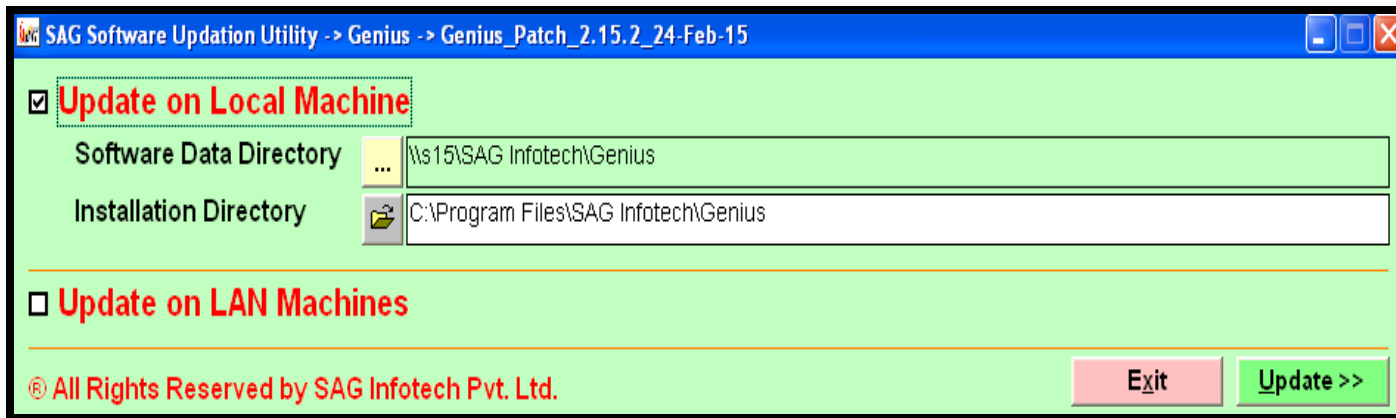 SAG Software Updation Utility -> Genius -> Genius_Patch_2.15.2_24-Feb-15
Update on Local Machine
Software Data Directory ... \\s15\SAG Infotech\Genius
Installation Directory C:\Program Files\SAG Infotech\Genius
Update on LAN Machines
® All Rights Reserved by SAG Infotech Pvt. Ltd. Exit Update >>